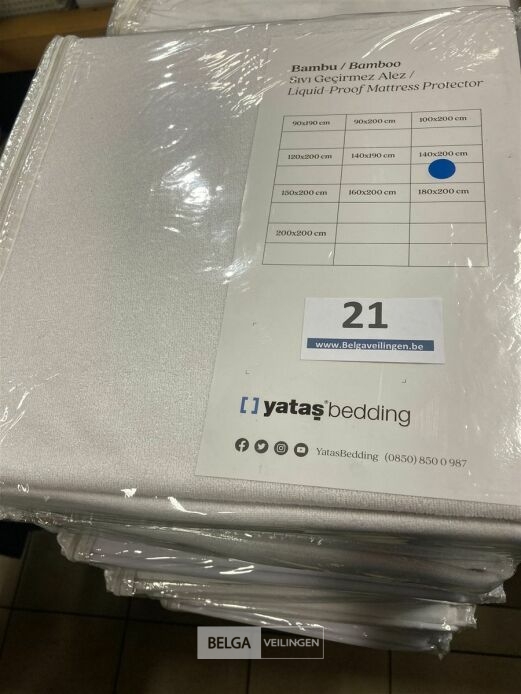 Bambu / Bamboo
Sıvı Geçirmez Alez /
Liquid-Proof Mattress Protector
90x190 cm 90x200 cm 100x200 cm
120x200 cm 140x190 cm 140x200 cm
150x200 cm 160x200 cm 180x200 cm
200x200 cm
21
www.Belgaveilingen.be
[ ] yataş® bedding
YatasBedding (0850) 850 0 987
BELGA VEILINGEN